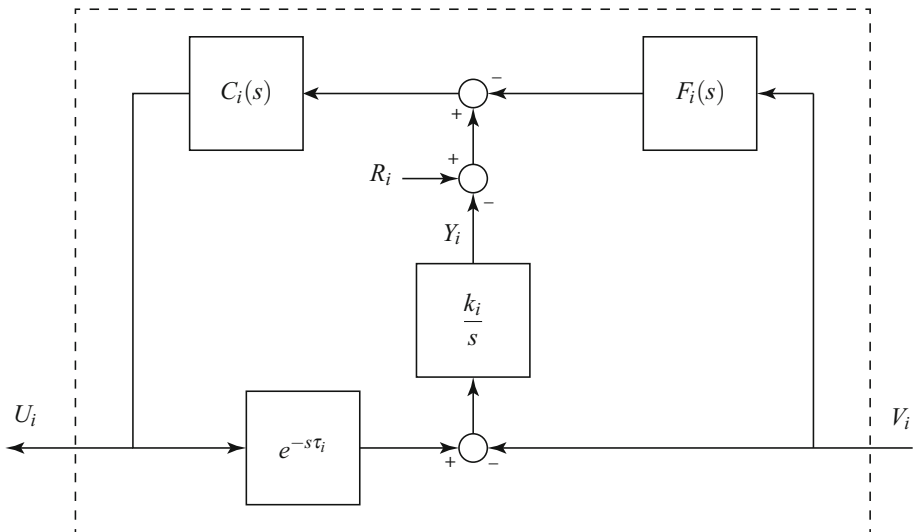 C_i(s)
F_i(s)
−
+
+
R_i
−
Y_i
k_i
s
U_i
V_i
e^{−sτ_i}
+
−